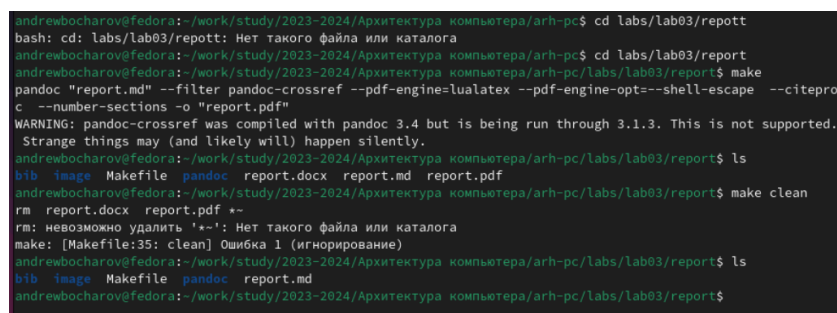 andrewbocharov@fedora:~/work/study/2023-2024/Архитектура компьютера/arh-pc$ cd labs/lab03/repott
bash: cd: labs/lab03/repott: Нет такого файла или каталога
andrewbocharov@fedora:~/work/study/2023-2024/Архитектура компьютера/arh-pc$ cd labs/lab03/report
andrewbocharov@fedora:~/work/study/2023-2024/Архитектура компьютера/arh-pc/labs/lab03/report$ make
pandoc "report.md" --filter pandoc-crossref --pdf-engine=lualatex --pdf-engine-opt=--shell-escape  --citepro
c  --number-sections -o "report.pdf"
WARNING: pandoc-crossref was compiled with pandoc 3.4 but is being run through 3.1.3. This is not supported.
 Strange things may (and likely will) happen silently.
andrewbocharov@fedora:~/work/study/2023-2024/Архитектура компьютера/arh-pc/labs/lab03/report$ ls
bib  image  Makefile  pandoc  report.docx  report.md  report.pdf
andrewbocharov@fedora:~/work/study/2023-2024/Архитектура компьютера/arh-pc/labs/lab03/report$ make clean
rm  report.docx  report.pdf *~
rm: невозможно удалить '*~': Нет такого файла или каталога
make: [Makefile:35: clean] Ошибка 1 (игнорирование)
andrewbocharov@fedora:~/work/study/2023-2024/Архитектура компьютера/arh-pc/labs/lab03/report$ ls
bib  image  Makefile  pandoc  report.md
andrewbocharov@fedora:~/work/study/2023-2024/Архитектура компьютера/arh-pc/labs/lab03/report$